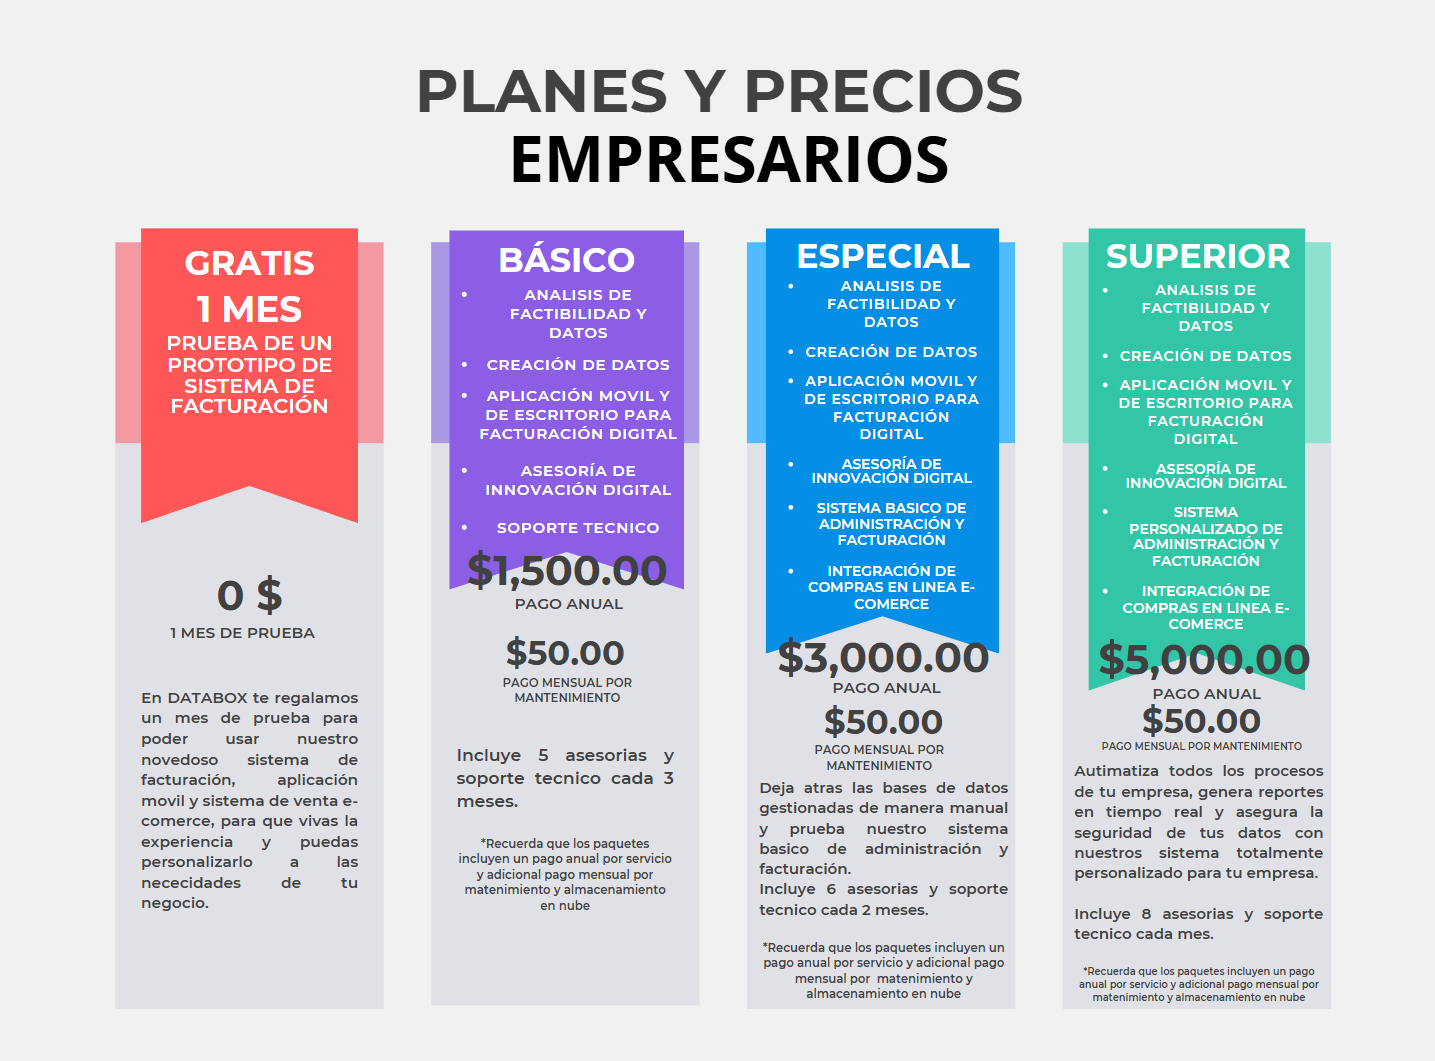 PLANES Y PRECIOS
EMPRESARIOS
GRATIS
1 MES
PRUEBA DE UN
PROTOTIPO DE
SISTEMA DE
FACTURACIÓN
0 $
1 MES DE PRUEBA
En DATABOX te regalamos
un mes de prueba para
poder usar nuestro
novedoso sistema de
facturación, aplicación
movil y sistema de venta e-
comerce, para que vivas la
experiencia y puedas
personalizarlo a las
nececidades de tu
negocio.
BÁSICO
• ANALISIS DE
FACTIBILIDAD Y
DATOS
• CREACIÓN DE DATOS
• APLICACIÓN MOVIL Y
DE ESCRITORIO PARA
FACTURACIÓN DIGITAL
• ASESORÍA DE
INNOVACIÓN DIGITAL
• SOPORTE TECNICO
$1,500.00
PAGO ANUAL
$50.00
PAGO MENSUAL POR
MANTENIMIENTO
Incluye 5 asesorias y
soporte tecnico cada 3
meses.
*Recuerda que los paquetes
incluyen un pago anual por servicio
y adicional pago mensual por
matenimiento y almacenamiento
en nube
ESPECIAL
• ANALISIS DE
FACTIBILIDAD Y
DATOS
• CREACIÓN DE DATOS
• APLICACIÓN MOVIL Y
DE ESCRITORIO PARA
FACTURACIÓN
DIGITAL
• ASESORÍA DE
INNOVACIÓN DIGITAL
• SISTEMA BASICO DE
ADMINISTRACIÓN Y
FACTURACIÓN
• INTEGRACIÓN DE
COMPRAS EN LINEA E-
COMERCE
$3,000.00
PAGO ANUAL
$50.00
PAGO MENSUAL POR
MANTENIMIENTO
Deja atras las bases de datos
gestionadas de manera manual
y prueba nuestro sistema
basico de administración y
facturación.
Incluye 6 asesorias y soporte
tecnico cada 2 meses.
*Recuerda que los paquetes incluyen un
pago anual por servicio y adicional pago
mensual por matenimiento y
almacenamiento en nube
SUPERIOR
• ANALISIS DE
FACTIBILIDAD Y
DATOS
• CREACIÓN DE DATOS
• APLICACIÓN MOVIL Y
DE ESCRITORIO PARA
FACTURACIÓN
DIGITAL
• ASESORÍA DE
INNOVACIÓN DIGITAL
• SISTEMA
PERSONALIZADO DE
ADMINISTRACIÓN Y
FACTURACIÓN
• INTEGRACIÓN DE
COMPRAS EN LINEA E-
COMERCE
$5,000.00
PAGO ANUAL
$50.00
PAGO MENSUAL POR MANTENIMIENTO
Autimatiza todos los procesos
de tu empresa, genera reportes
en tiempo real y asegura la
seguridad de tus datos con
nuestros sistema totalmente
personalizado para tu empresa.
Incluye 8 asesorias y soporte
tecnico cada mes.
*Recuerda que los paquetes incluyen un pago
anual por servicio y adicional pago mensual por
matenimiento y almacenamiento en nube